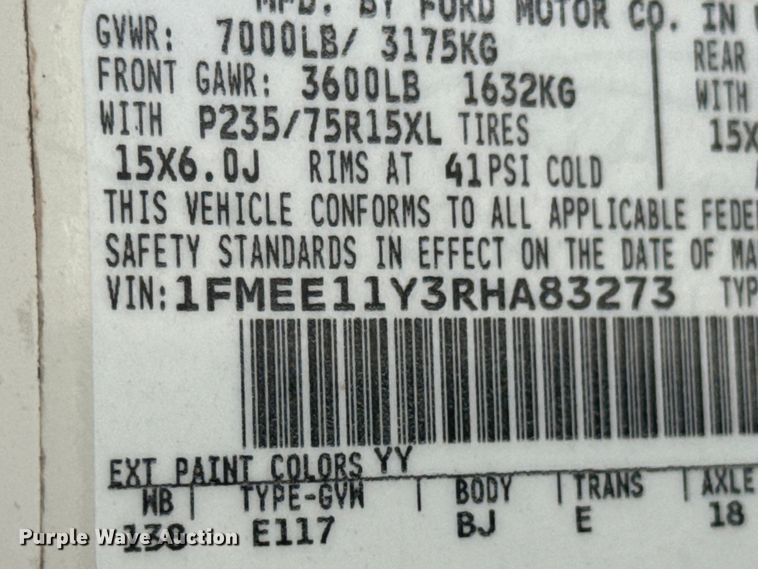 MFD. BY FORD MOTOR CO. IN
GVWR: 7000LB/ 3175KG
FRONT GAWR: 3600LB 1632KG
WITH P235/75R15XL TIRES
15X6.0J RIMS AT 41PSI COLD
REAR
WITH
15X
THIS VEHICLE CONFORMS TO ALL APPLICABLE FEDE
SAFETY STANDARDS IN EFFECT ON THE DATE OF MA
VIN: 1FMEE11Y3RHA83273 TYP
EXT PAINT COLORS YY
WB | TYPE-GVW | BODY | TRANS | AXLE
138 E117 BJ E 18
Purple Wave Auction